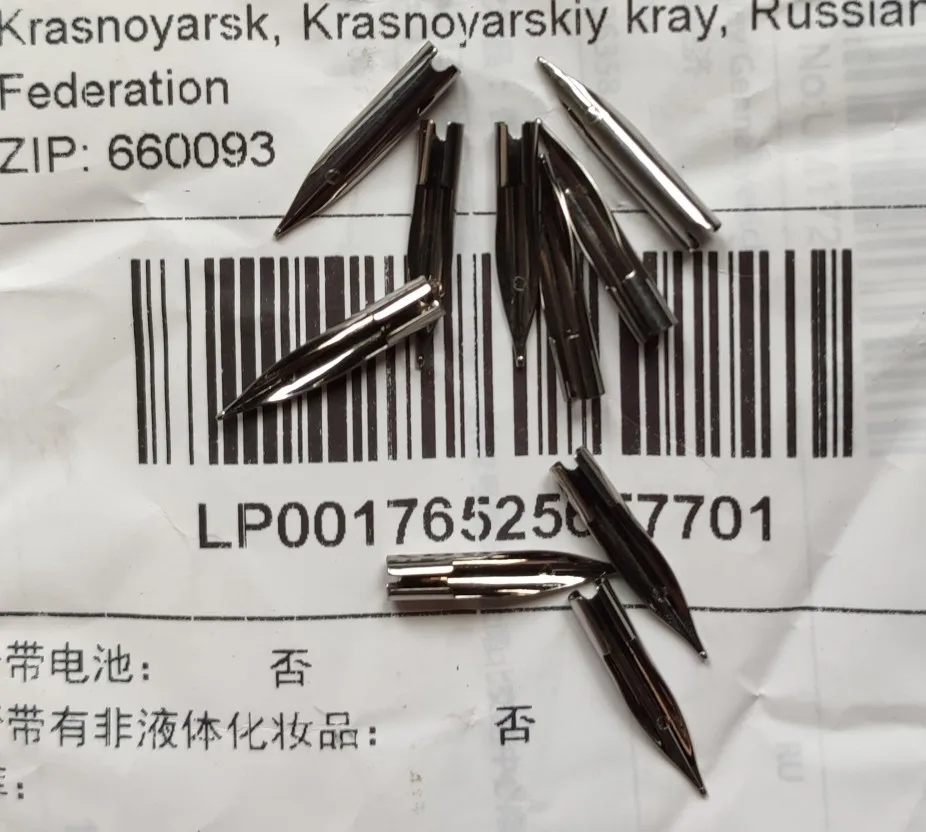 Krasnoyarsk, Krasnoyarskiy kray, Russian
Federation
ZIP: 660093
带电池: 否
带有非液体化妆品: 否